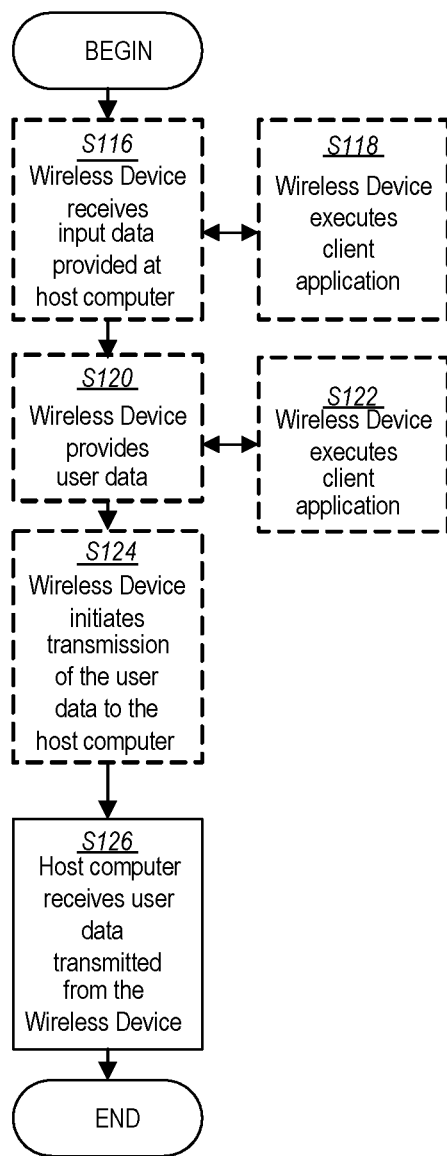 BEGIN
S116
Wireless Device
receives
input data
provided at
host computer
S118
Wireless Device
executes
client
application
S120
Wireless Device
provides
user data
S122
Wireless Device
executes
client
application
S124
Wireless Device
initiates
transmission
of the user
data to the
host computer
S126
Host computer
receives user
data
transmitted
from the
Wireless Device
END